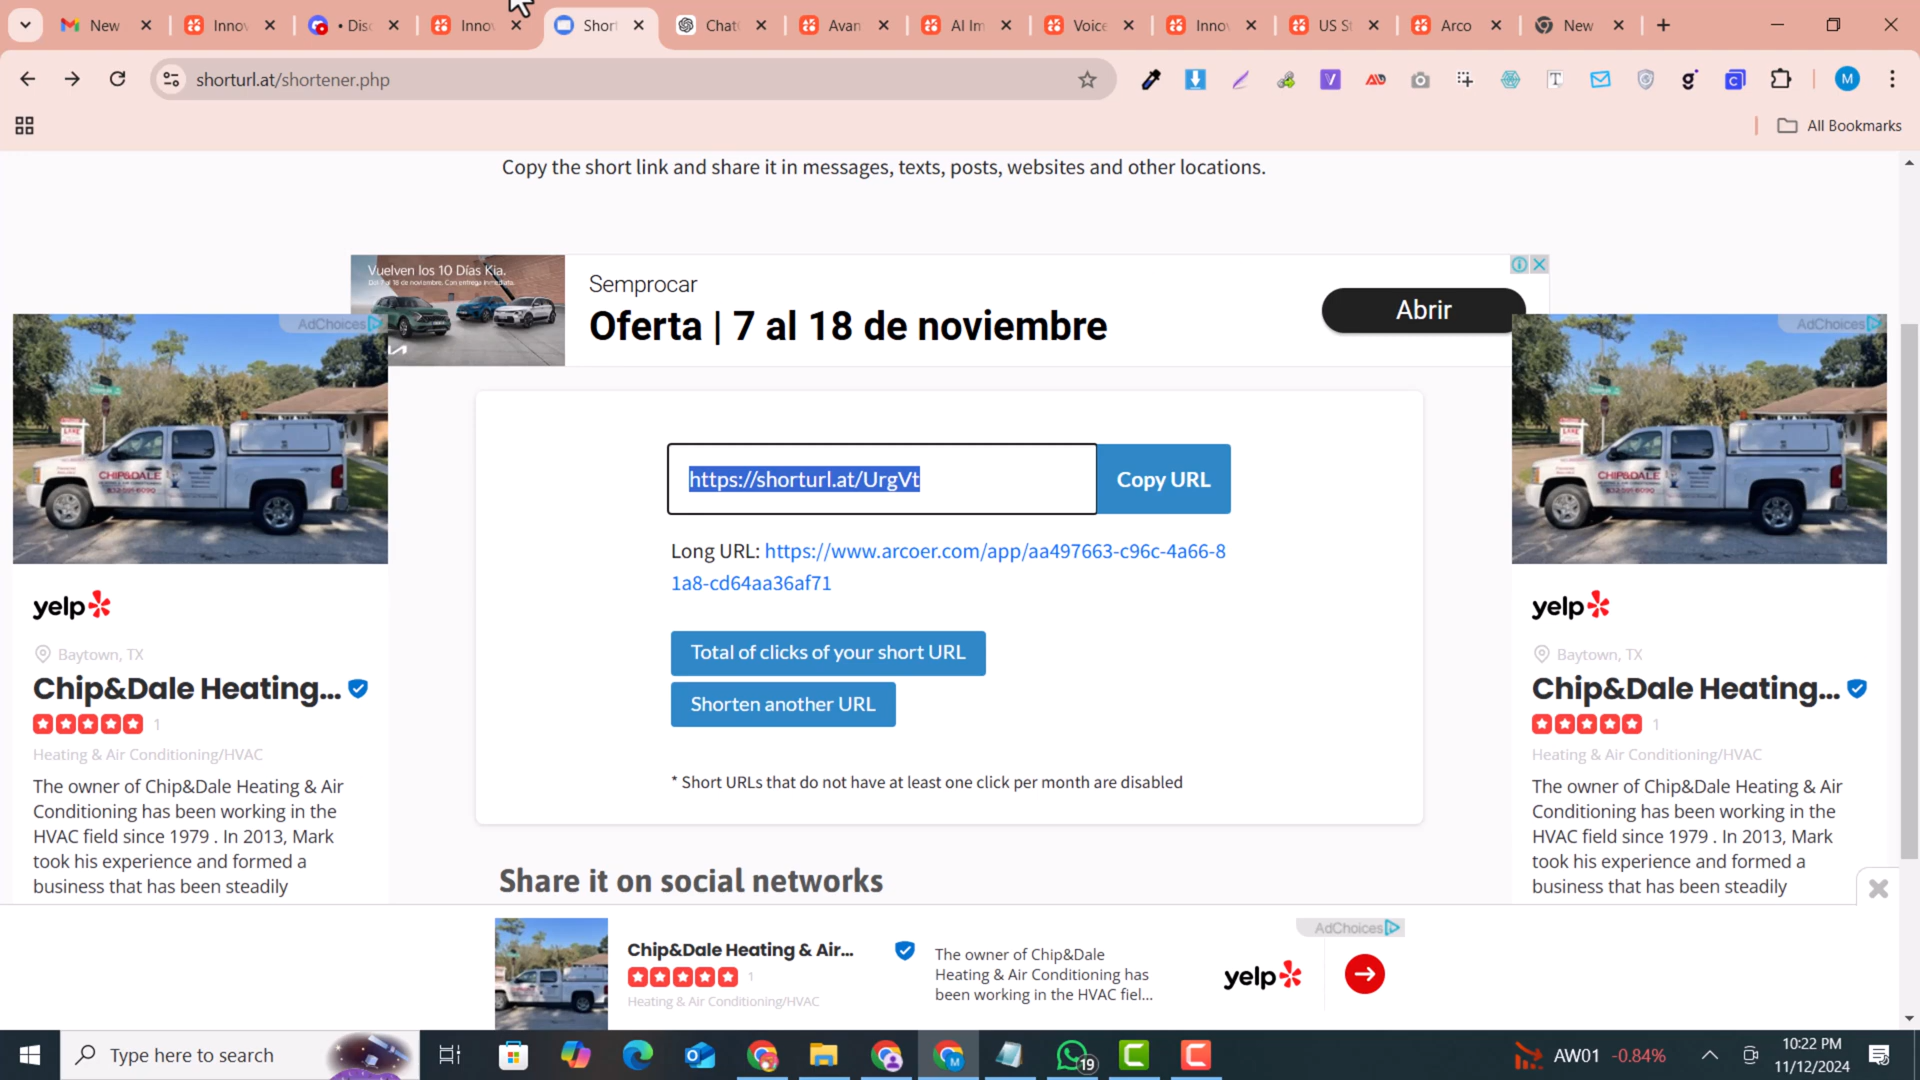 New
Inno
• Disc
Inno
Short
Chat
Avan
AI Im
Voice
Inno
US St
Arco
New
shorturl.at/shortener.php
All Bookmarks
Copy the short link and share it in messages, texts, posts, websites and other locations.
Vuelven los 10 Días Kia.
Semprocar
Oferta | 7 al 18 de noviembre
Abrir
AdChoices
AdChoices
https://shorturl.at/UrgVt
Copy URL
Long URL: https://www.arcoer.com/app/aa497663-c96c-4a66-8
1a8-cd64aa36af71
Total of clicks of your short URL
Shorten another URL
* Short URLs that do not have at least one click per month are disabled
CHIP&DALE
yelp
Baytown, TX
Chip&Dale Heating...
1
Heating & Air Conditioning/HVAC
The owner of Chip&Dale Heating & Air
Conditioning has been working in the
HVAC field since 1979 . In 2013, Mark
took his experience and formed a
business that has been steadily
CHIP&DALE
yelp
Baytown, TX
Chip&Dale Heating...
1
Heating & Air Conditioning/HVAC
The owner of Chip&Dale Heating & Air
Conditioning has been working in the
HVAC field since 1979 . In 2013, Mark
took his experience and formed a
business that has been steadily
Share it on social networks
Chip&Dale Heating & Air...
1
Heating & Air Conditioning/HVAC
The owner of Chip&Dale
Heating & Air Conditioning has
been working in the HVAC fiel...
yelp
AdChoices
Type here to search
19
AW01 -0.84%
10:22 PM
11/12/2024